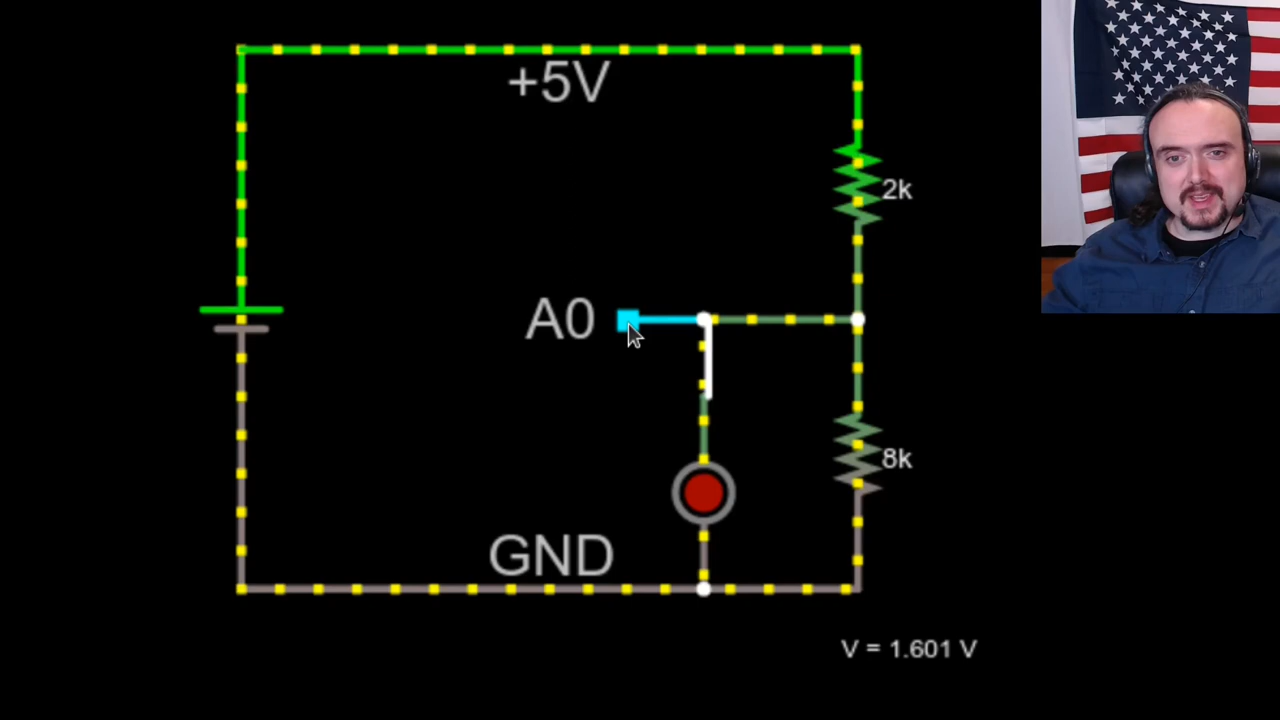 +5V
2k
A0
8k
GND
V = 1.601 V